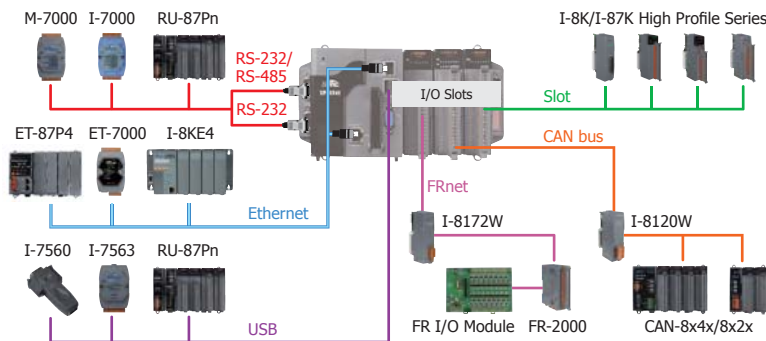 M-7000 I-7000 RU-87Pn
I-8K/I-87K High Profile Series
RS-232/
RS-485
RS-232
I/O Slots
Slot
CAN bus
ET-87P4 ET-7000 I-8KE4
Ethernet
FRnet
I-8172W
I-8120W
I-7560 I-7563 RU-87Pn
USB
FR I/O Module FR-2000
CAN-8x4x/8x2x